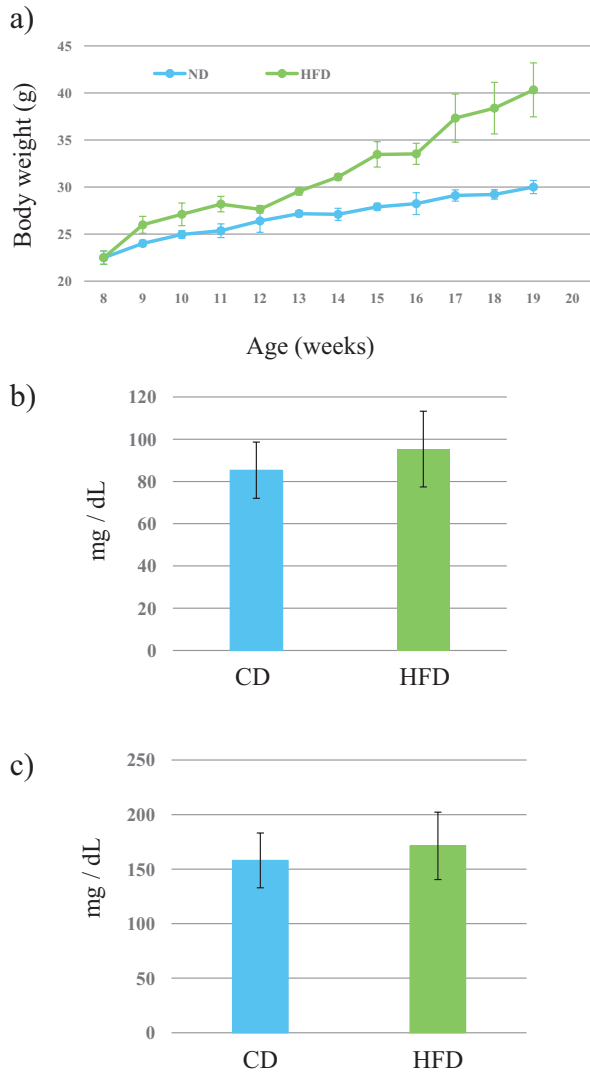 a)
Body weight (g)
45
40
35
30
25
20
ND
HFD
8 9 10 11 12 13 14 15 16 17 18 19 20
Age (weeks)
b)
mg / dL
120
100
80
60
40
20
0
CD HFD
c)
mg / dL
250
200
150
100
50
0
CD HFD